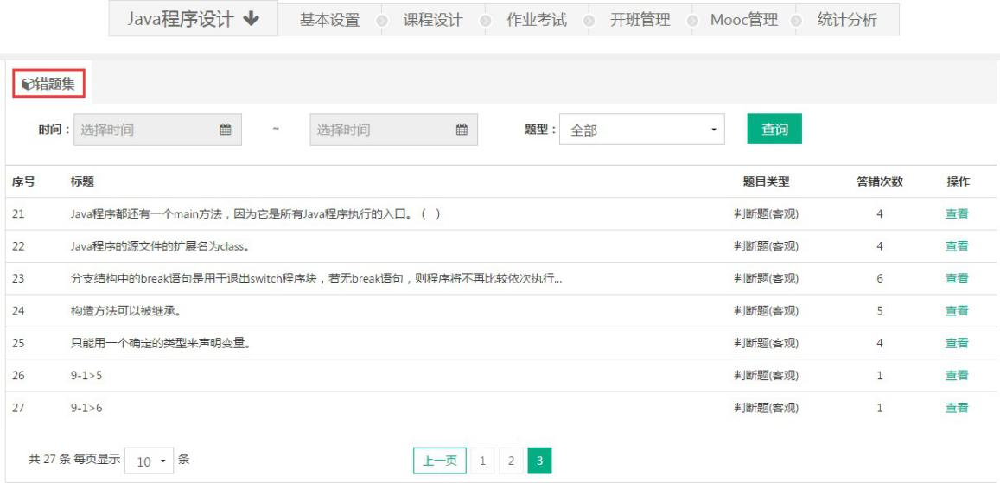 Java程序设计 基本设置 课程设计 作业考试 开班管理 Mooc管理 统计分析
错题集
时间： 选择时间 ~ 选择时间 题型： 全部 查询
序号 标题 题目类型 答错次数 操作
21 Java程序都还有一个main方法，因为它是所有Java程序执行的入口。（ ） 判断题(客观) 4 查看
22 Java程序的源文件的扩展名为class。 判断题(客观) 4 查看
23 分支结构中的break语句是用于退出switch程序块，若无break语句，则程序将不再比较依次执行... 判断题(客观) 6 查看
24 构造方法可以被继承。 判断题(客观) 5 查看
25 只能用一个确定的类型来声明变量。 判断题(客观) 4 查看
26 9-1>5 判断题(客观) 1 查看
27 9-1>6 判断题(客观) 1 查看
共 27 条 每页显示 10 条 上一页 1 2 3